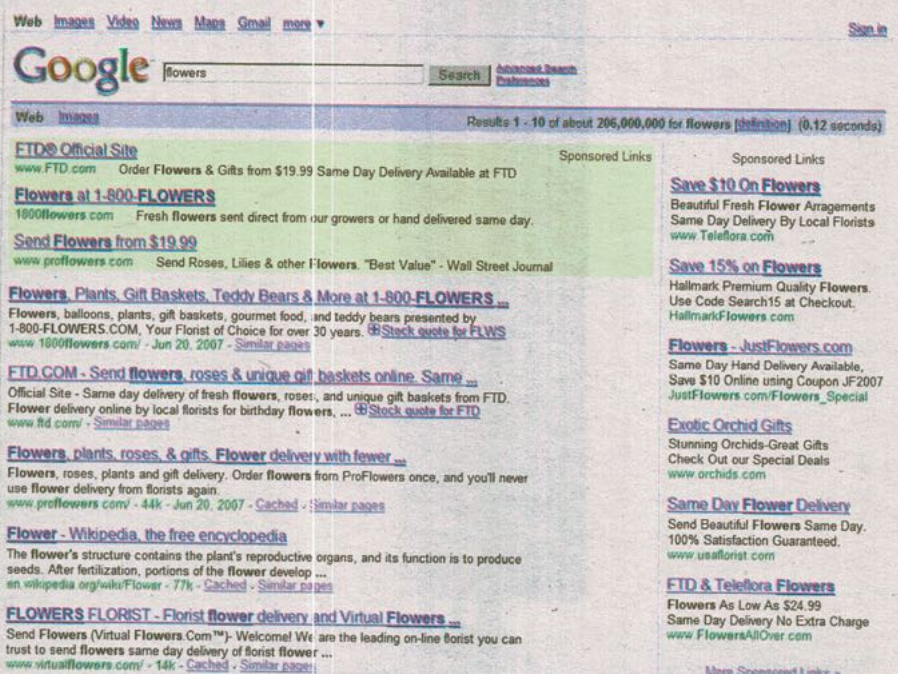 Web Images Video News Maps Gmail more ▼
Sign in
Google flowers Search Advanced Search
Preferences
Web Images
Results 1 - 10 of about 206,000,000 for flowers [definition] (0.12 seconds)
FTD® Official Site
Sponsored Links
www.FTD.com Order Flowers & Gifts from $19.99 Same Day Delivery Available at FTD
Flowers at 1-800-FLOWERS
1800flowers.com Fresh flowers sent direct from our growers or hand delivered same day.
Send Flowers from $19.99
www.proflowers.com Send Roses, Lilies & other Flowers. "Best Value" - Wall Street Journal
Flowers, Plants, Gift Baskets, Teddy Bears & More at 1-800-FLOWERS ...
Flowers, balloons, plants, gift baskets, gourmet food, and teddy bears presented by
1-800-FLOWERS.COM, Your Florist of Choice for over 30 years. Stock quote for FLWS
www.1800flowers.com/ - Jun 20, 2007 - Similar pages
FTD.COM - Send flowers, roses & unique gift baskets online. Same ...
Official Site - Same day delivery of fresh flowers, roses, and unique gift baskets from FTD.
Flower delivery online by local florists for birthday flowers, ... Stock quote for FTD
www.ftd.com/ - Similar pages
Flowers, plants, roses, & gifts. Flower delivery with fewer ...
Flowers, roses, plants and gift delivery. Order flowers from ProFlowers once, and you'll never
use flower delivery from florists again.
www.proflowers.com/ - 44k - Jun 20, 2007 - Cached - Similar pages
Flower - Wikipedia, the free encyclopedia
The flower's structure contains the plant's reproductive organs, and its function is to produce
seeds. After fertilization, portions of the flower develop ...
en.wikipedia.org/wiki/Flower - 77k - Cached - Similar pages
FLOWERS FLORIST - Florist flower delivery and Virtual Flowers ...
Send Flowers (Virtual Flowers.Com™)- Welcome! We are the leading on-line florist you can
trust to send flowers same day delivery of florist flower ...
www.virtualflowers.com/ - 14k - Cached - Similar pages
Sponsored Links
Save $10 On Flowers
Beautiful Fresh Flower Arragements
Same Day Delivery By Local Florists
www.Teleflora.com
Save 15% on Flowers
Hallmark Premium Quality Flowers.
Use Code Search15 at Checkout.
HallmarkFlowers.com
Flowers - JustFlowers.com
Same Day Hand Delivery Available,
Save $10 Online using Coupon JF2007
JustFlowers.com/Flowers_Special
Exotic Orchid Gifts
Stunning Orchids-Great Gifts
Check Out our Special Deals
www.orchids.com
Same Day Flower Delivery
Send Beautiful Flowers Same Day.
100% Satisfaction Guaranteed.
www.usaflorist.com
FTD & Teleflora Flowers
Flowers As Low As $24.99
Same Day Delivery No Extra Charge
www.FlowersAllOver.com
More Sponsored Links »